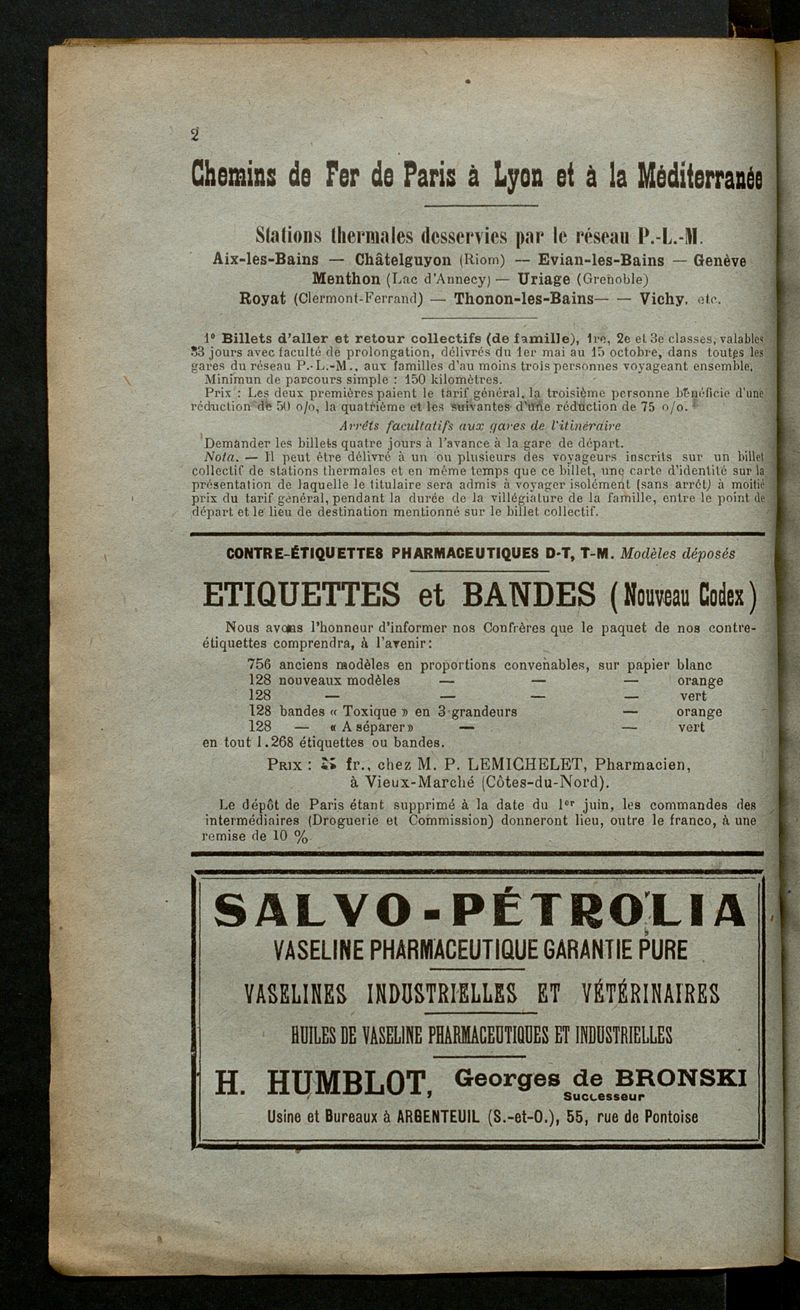 2
Chemins de Fer de Paris à Lyon et à la Méditerranée
Stations thermales desservies par le réseau P.-L.-M.
Aix-les-Bains — Châtelguyon (Riom) — Evian-les-Bains — Genève
Menthon (Lac d'Annecy) — Uriage (Grenoble)
Royat (Clermont-Ferrand) — Thonon-les-Bains— — Vichy, etc.
1° Billets d'aller et retour collectifs (de famille), 1re, 2e et 3e classes, valables
33 jours avec faculté de prolongation, délivrés du 1er mai au 15 octobre, dans toutes les
gares du réseau P.-L.-M., aux familles d'au moins trois personnes voyageant ensemble.
Minimun de parcours simple : 150 kilomètres.
Prix : Les deux premières paient le tarif général, la troisième personne bénéficie d'une
réduction de 50 o/o, la quatrième et les suivantes d'une réduction de 75 o/o.
Arrêts facultatifs aux gares de l'itinéraire
Demander les billets quatre jours à l'avance à la gare de départ.
Nota. — Il peut être délivré à un ou plusieurs des voyageurs inscrits sur un billet
collectif de stations thermales et en même temps que ce billet, une carte d'identité sur la
présentation de laquelle le titulaire sera admis à voyager isolément (sans arrêt) à moitié
prix du tarif général, pendant la durée de la villégiature de la famille, entre le point de
départ et le lieu de destination mentionné sur le billet collectif.
CONTRE-ÉTIQUETTES PHARMACEUTIQUES D-T, T-M. Modèles déposés
ETIQUETTES et BANDES (Nouveau Codex)
Nous avons l'honneur d'informer nos Confrères que le paquet de nos contre-
étiquettes comprendra, à l'avenir:
756 anciens modèles en proportions convenables, sur papier blanc
128 nouveaux modèles — — — orange
128 — — — — vert
128 bandes « Toxique » en 3 grandeurs — orange
128 — « A séparer » — — vert
en tout 1.268 étiquettes ou bandes.
PRIX : fr., chez M. P. LEMICHELET, Pharmacien,
à Vieux-Marché (Côtes-du-Nord).
Le dépôt de Paris étant supprimé à la date du 1er juin, les commandes des
intermédiaires (Droguerie et Commission) donneront lieu, outre le franco, à une
remise de 10 %
SALVO-PÉTROLIA
VASELINE PHARMACEUTIQUE GARANTIE PURE
VASELINES INDUSTRIELLES ET VÉTÉRINAIRES
HUILES DE VASELINE PHARMACEUTIQUES ET INDUSTRIELLES
H. HUMBLOT, Georges de BRONSKI
Successeur
Usine et Bureaux à ARGENTEUIL (S.-et-O.), 55, rue de Pontoise